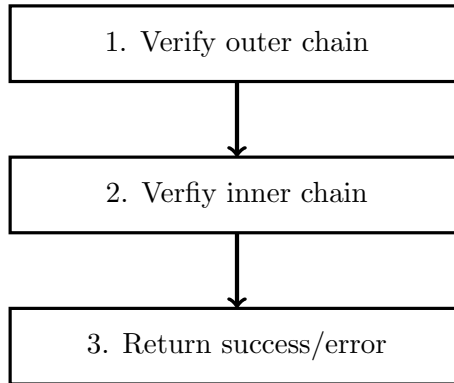 1. Verify outer chain
2. Verfiy inner chain
3. Return success/error